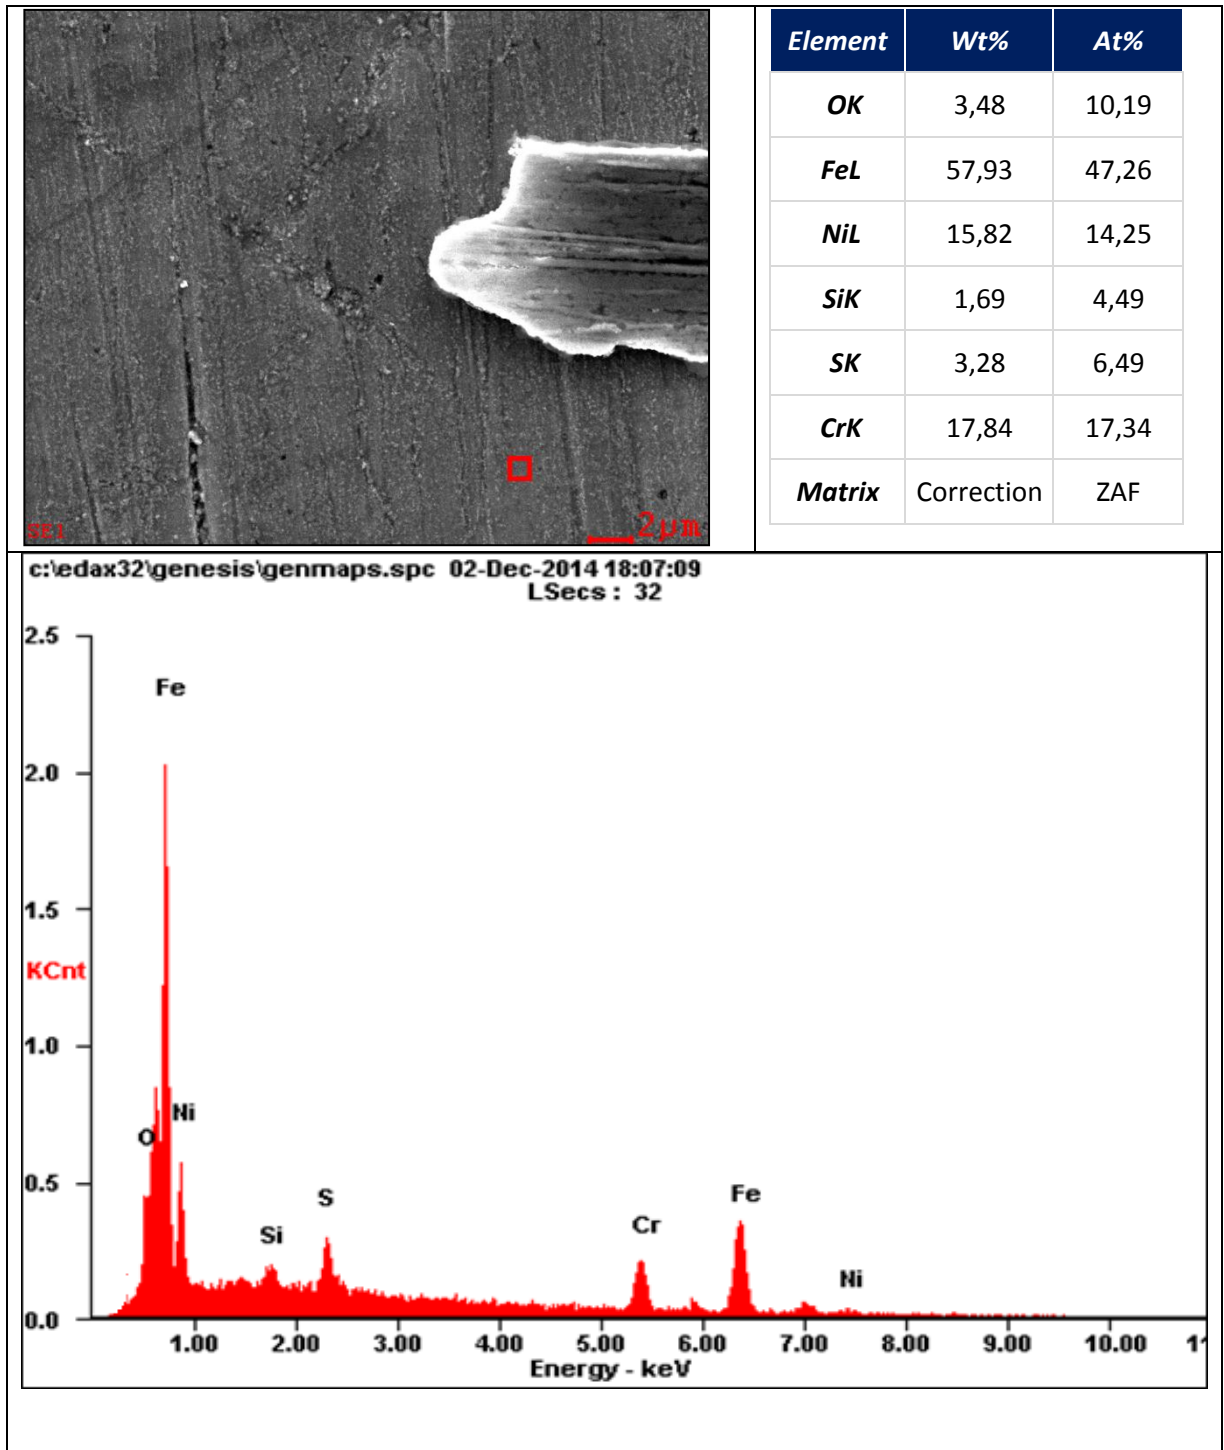 SE1
2µm
Element Wt% At%
OK 3,48 10,19
FeL 57,93 47,26
NiL 15,82 14,25
SiK 1,69 4,49
SK 3,28 6,49
CrK 17,84 17,34
Matrix Correction ZAF
c:\edax32\genesis\genmaps.spc 02-Dec-2014 18:07:09
LSecs : 32
2.5
Fe
2.0
1.5
KCnt
1.0
Ni
O
0.5
S
Fe
Cr
Si
Ni
0.0
1.00 2.00 3.00 4.00 5.00 6.00 7.00 8.00 9.00 10.00 1
Energy - keV